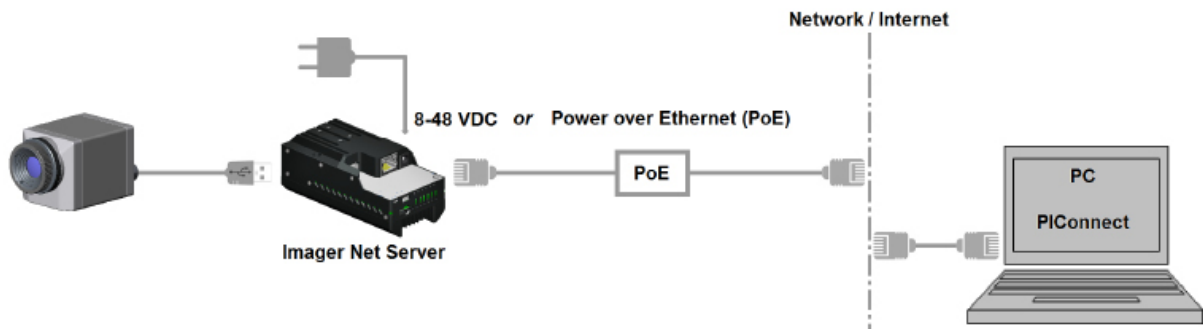 Network / Internet
8-48 VDC or Power over Ethernet (PoE)
PoE
PC
PIConnect
Imager Net Server